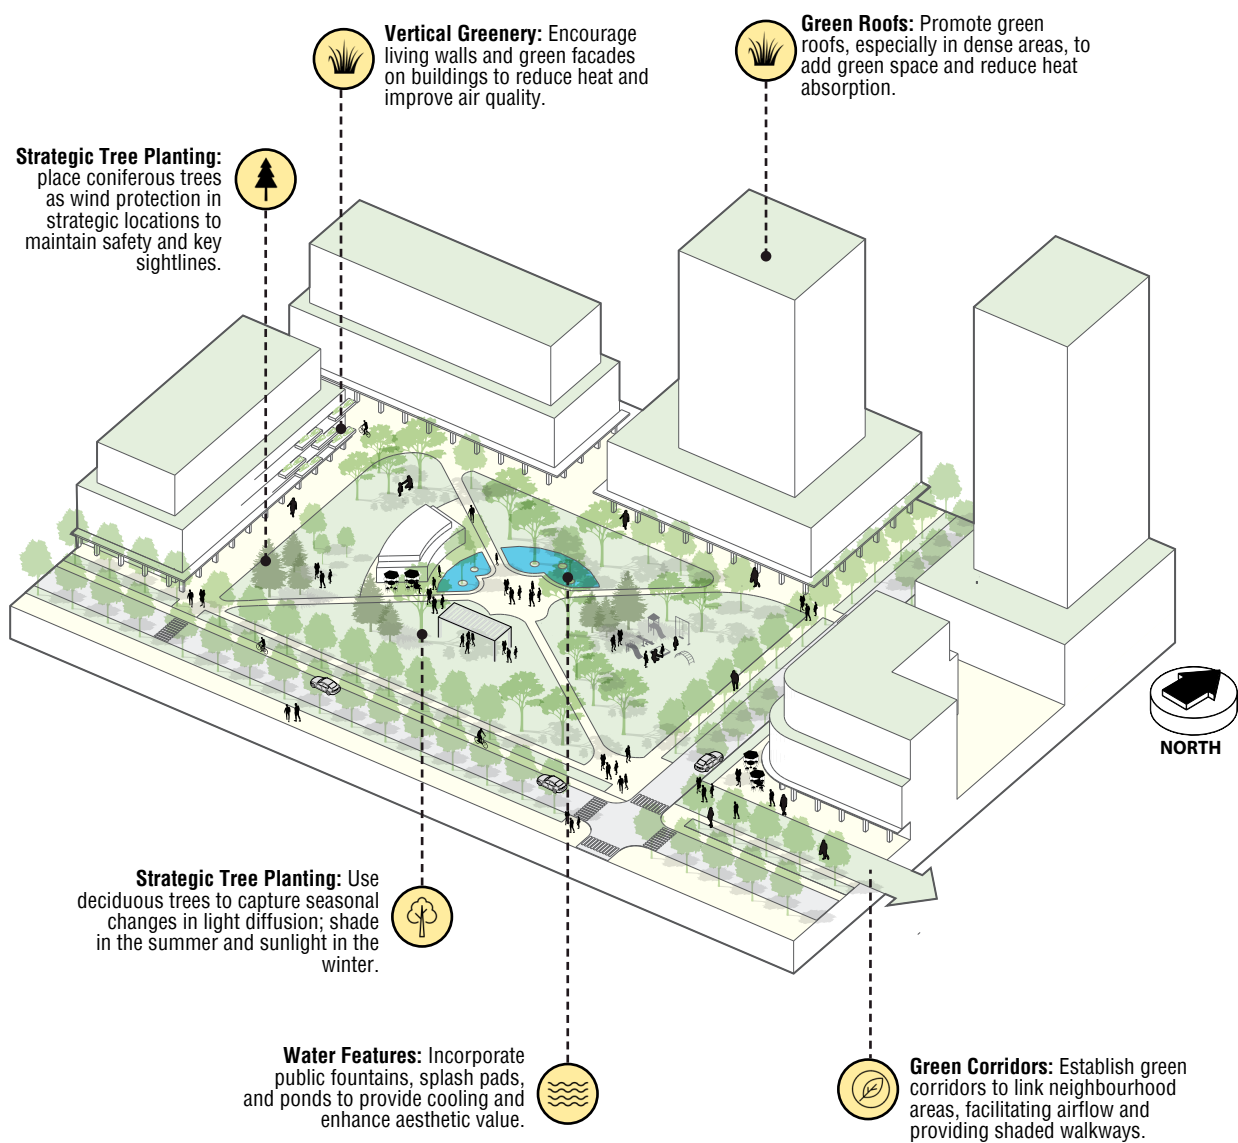 Vertical Greenery: Encourage
living walls and green facades
on buildings to reduce heat and
improve air quality.
Green Roofs: Promote green
roofs, especially in dense areas, to
add green space and reduce heat
absorption.
Strategic Tree Planting:
place coniferous trees
as wind protection in
strategic locations to
maintain safety and key
sightlines.
NORTH
Strategic Tree Planting: Use
deciduous trees to capture seasonal
changes in light diffusion; shade
in the summer and sunlight in the
winter.
Water Features: Incorporate
public fountains, splash pads,
and ponds to provide cooling and
enhance aesthetic value.
Green Corridors: Establish green
corridors to link neighbourhood
areas, facilitating airflow and
providing shaded walkways.